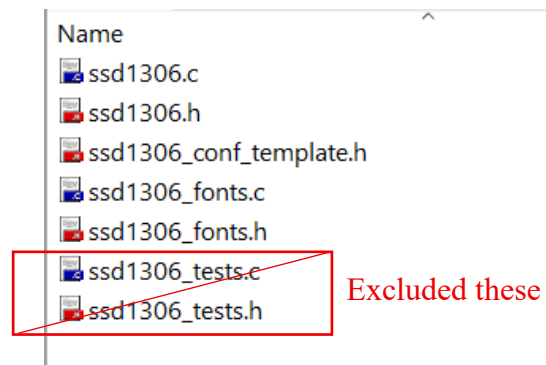 Name
ssd1306.c
ssd1306.h
ssd1306_conf_template.h
ssd1306_fonts.c
ssd1306_fonts.h
ssd1306_tests.c
ssd1306_tests.h
Excluded these